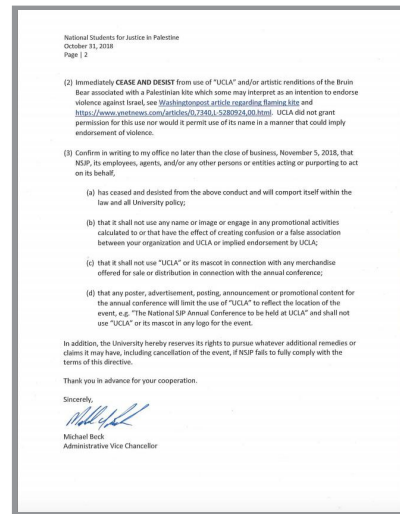 National Students for Justice in Palestine
October 31, 2018
Page | 2
(2) Immediately CEASE AND DESIST from use of "UCLA" and/or artistic renditions of the Bruin
Bear associated with a Palestinian kite which some may interpret as an intention to endorse
violence against Israel, see Washingtonpost article regarding flaming kite and
https://www.ynetnews.com/articles/0,7340,L-5280924,00.html. UCLA did not grant
permission for this use nor would it permit use of its name in a manner that could imply
endorsement of violence.
(3) Confirm in writing to my office no later than the close of business, November 5, 2018, that
NSJP, its employees, agents, and/or any other persons or entities acting or purporting to act
on its behalf,
(a) has ceased and desisted from the above conduct and will comport itself within the
law and all University policy;
(b) that it shall not use any name or image or engage in any promotional activities
calculated to or that have the effect of creating confusion or a false association
between your organization and UCLA or implied endorsement by UCLA;
(c) that it shall not use "UCLA" or its mascot in connection with any merchandise
offered for sale or distribution in connection with the annual conference;
(d) that any poster, advertisement, posting, announcement or promotional content for
the annual conference will limit the use of "UCLA" to reflect the location of the
event, e.g. "The National SJP Annual Conference to be held at UCLA" and shall not
use "UCLA" or its mascot in any logo for the event.
In addition, the University hereby reserves its rights to pursue whatever additional remedies or
claims it may have, including cancellation of the event, if NSJP fails to fully comply with the
terms of this directive.
Thank you in advance for your cooperation.
Sincerely,
Michael Beck
Administrative Vice Chancellor